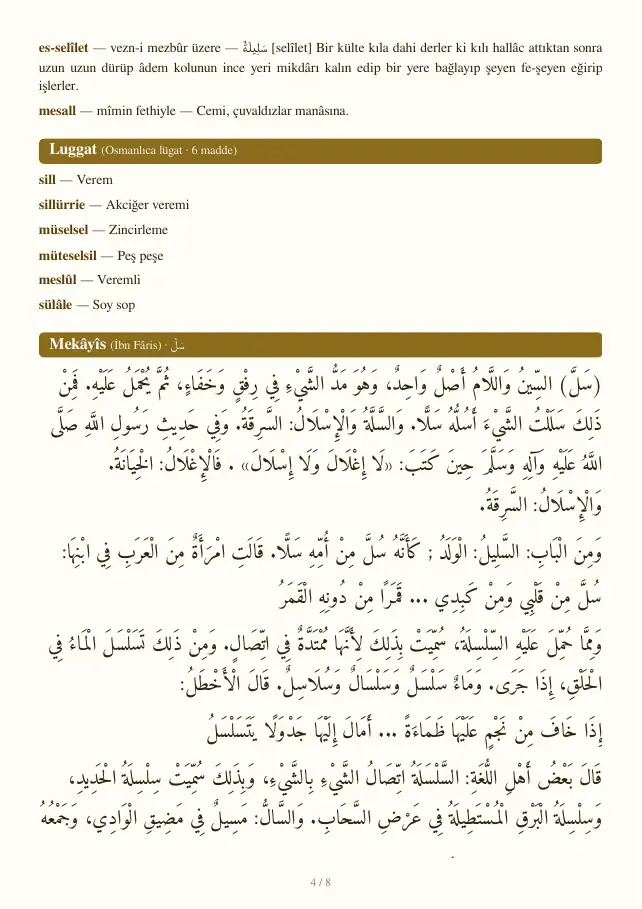 es-selîlet — vezn-i mezbûr üzere — سَلِيلَةٌ [selîlet] Bir külte kıla dahi derler ki kılı hallâc attıktan sonra
uzun uzun dürüp âdem kolunun ince yeri mikdârı kalın edip bir yere bağlayıp şeyen fe-şeyen eğirip
işlerler.
mesall — mîmin fethiyle — Cemi, çuvaldızlar manâsına.
Luggat (Osmanlıca lügat · 6 madde)
sill — Verem
sillürrie — Akciğer veremi
müselsel — Zincirleme
müteselsil — Peş peşe
meslûl — Veremli
sülâle — Soy sop
Mekâyîs (İbn Fâris) · سَلَّ
(سَلَّ) السِّينُ وَاللَّامُ أَصْلٌ وَاحِدٌ، وَهُوَ مَدُّ الشَّيْءِ فِي رِفْقٍ وَخَفَاءٍ، ثُمَّ يُحْمَلُ عَلَيْهِ. فَمِنْ
ذَلِكَ سَلَلْتُ الشَّيْءَ أَسُلُّهُ سَلًّا. وَالسَّلَّةُ وَالْإِسْلَالُ: السَّرِقَةُ. وَفِي حَدِيثِ رَسُولِ اللَّهِ صَلَّى
اللَّهُ عَلَيْهِ وَآلِهِ وَسَلَّمَ حِينَ كَتَبَ: «لَا إِغْلَالَ وَلَا إِسْلَالَ» . فَالْإِغْلَالُ: الْخِيَانَةُ.
وَالْإِسْلَالُ: السَّرِقَةُ.
وَمِنَ الْبَابِ: السَّلِيلُ: الْوَلَدُ ; كَأَنَّهُ سُلَّ مِنْ أُمِّهِ سَلًّا. قَالَتِ امْرَأَةٌ مِنَ الْعَرَبِ فِي ابْنِهَا:
سُلَّ مِنْ قَلْبِي وَمِنْ كَبِدِي ... قَمَرًا مِنْ دُونِهِ الْقَمَرُ
وَمِمَّا حُمِّلَ عَلَيْهِ السِّلْسِلَةُ، سُمِّيَتْ بِذَلِكَ لِأَنَّهَا مُمْتَدَّةٌ فِي اتِّصَالٍ. وَمِنْ ذَلِكَ تَسَلْسَلَ الْمَاءُ فِي
الْحَلْقِ، إِذَا جَرَى. وَمَاءٌ سَلْسَلٌ وَسَلْسَالٌ وَسُلَاسِلٌ. قَالَ الْأَخْطَلُ:
إِذَا خَافَ مِنْ نَجْمٍ عَلَيْهَا ظَمَاءَةً ... أَمَالَ إِلَيْهَا جَدْوَلًا يَتَسَلْسَلُ
قَالَ بَعْضُ أَهْلِ اللُّغَةِ: السَّلْسَلَةُ اتِّصَالُ الشَّيْءِ بِالشَّيْءِ، وَبِذَلِكَ سُمِّيَتْ سِلْسِلَةُ الْحَدِيدِ،
وَسِلْسِلَةُ الْبَرْقِ الْمُسْتَطِيلَةُ فِي عَرْضِ السَّحَابِ. وَالسَّالُّ: مَسِيلٌ فِي مَضِيقِ الْوَادِي، وَجَمْعُهُ
4 / 8